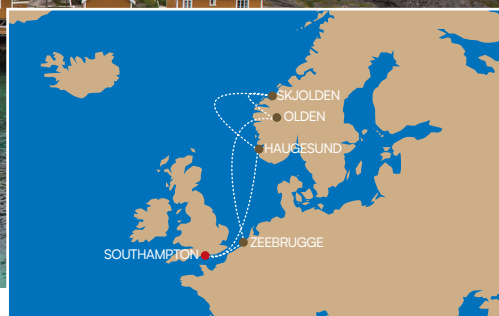 SKJOLDEN
OLDEN
HAUGESUND
ZEEBRUGGE
SOUTHAMPTON